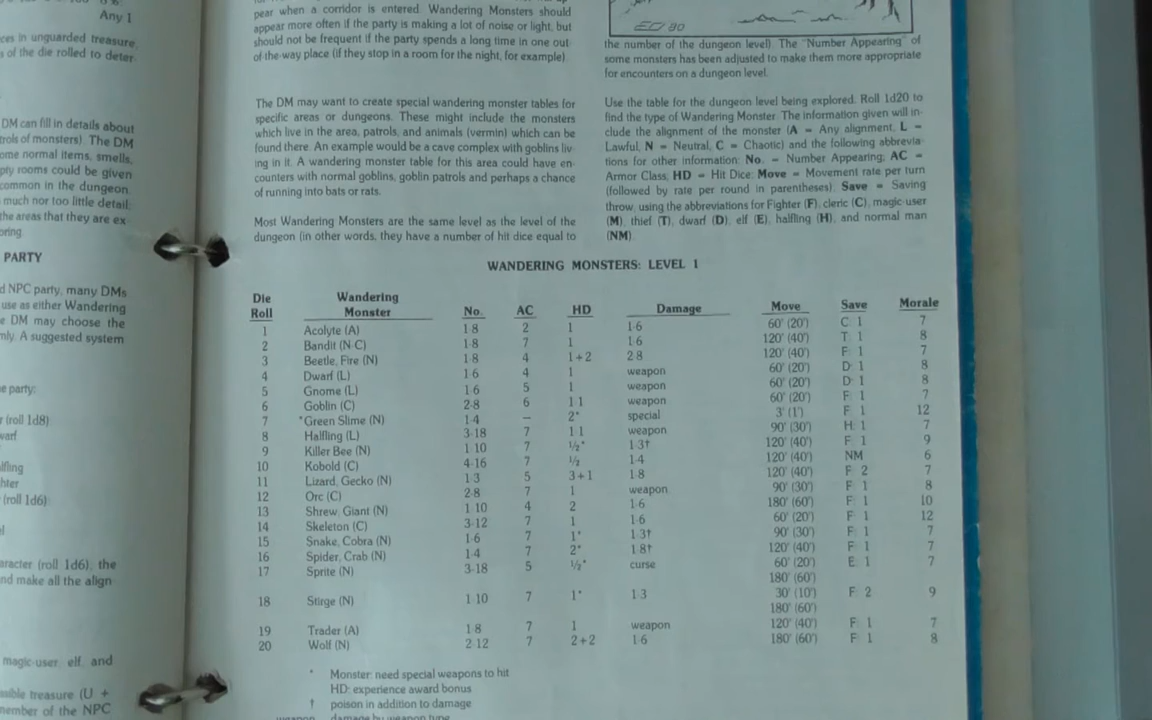 Any 1
ces in unguarded treasure,
s of the die rolled to deter-
DM can fill in details about
trols of monsters). The DM
ome normal items, smells,
pty rooms could be given
common in the dungeon.
much nor too little detail;
the areas that they are ex-
oring.
PARTY
d NPC party, many DMs
use as either Wandering
e DM may choose the
mly. A suggested system
e party:
r (roll 1d8)
warf
lfling
hter
(roll 1d6)
aracter (roll 1d6), the
nd make all the align-
magic-user, elf, and
ssible treasure (U +
member of the NPC
pear when a corridor is entered. Wandering Monsters should
appear more often if the party is making a lot of noise or light, but
should not be frequent if the party spends a long time in one out-
of-the-way place (if they stop in a room for the night, for example).
The DM may want to create special wandering monster tables for
specific areas or dungeons. These might include the monsters
which live in the area, patrols, and animals (vermin) which can be
found there. An example would be a cave complex with goblins liv-
ing in it. A wandering monster table for this area could have en-
counters with normal goblins, goblin patrols and perhaps a chance
of running into bats or rats.
Most Wandering Monsters are the same level as the level of the
dungeon (in other words, they have a number of hit dice equal to
the number of the dungeon level). The "Number Appearing" of
some monsters has been adjusted to make them more appropriate
for encounters on a dungeon level.
Use the table for the dungeon level being explored. Roll 1d20 to
find the type of Wandering Monster. The information given will in-
clude the alignment of the monster (A = Any alignment, L =
Lawful, N = Neutral, C = Chaotic) and the following abbrevia-
tions for other information: No. = Number Appearing; AC =
Armor Class; HD = Hit Dice; Move = Movement rate per turn
(followed by rate per round in parentheses); Save = Saving
throw, using the abbreviations for Fighter (F), cleric (C), magic-user
(M), thief (T), dwarf (D), elf (E), halfling (H), and normal man
(NM).
WANDERING MONSTERS: LEVEL 1
Die Roll Wandering Monster No. AC HD Damage Move Save Morale
1 Acolyte (A) 1-8 2 1 1-6 60' (20') C: 1 7
2 Bandit (N-C) 1-8 7 1 1-6 120' (40') T: 1 8
3 Beetle, Fire (N) 1-8 4 1+2 2-8 120' (40') F: 1 7
4 Dwarf (L) 1-6 4 1 weapon 60' (20') D: 1 8
5 Gnome (L) 1-6 5 1 weapon 60' (20') D: 1 8
6 Goblin (C) 2-8 6 1-1 weapon 60' (20') F: 1 7
7 *Green Slime (N) 1-4 — 2* special 3' (1') F: 1 12
8 Halfling (L) 3-18 7 1-1 weapon 90' (30') H: 1 7
9 Killer Bee (N) 1-10 7 ½* 1-3† 120' (40') F: 1 9
10 Kobold (C) 4-16 7 ½ 1-4 120' (40') NM 6
11 Lizard, Gecko (N) 1-3 5 3+1 1-8 120' (40') F: 2 7
12 Orc (C) 2-8 7 1 weapon 90' (30') F: 1 8
13 Shrew, Giant (N) 1-10 4 2 1-6 180' (60') F: 1 10
14 Skeleton (C) 3-12 7 1 1-6 60' (20') F: 1 12
15 Snake, Cobra (N) 1-6 7 1* 1-3† 90' (30') F: 1 7
16 Spider, Crab (N) 1-4 7 2* 1-8† 120' (40') F: 1 7
17 Sprite (N) 3-18 5 ½* curse 60' (20') E: 1 7
180' (60')
18 Stirge (N) 1-10 7 1* 1-3 30' (10') F: 2 9
180' (60')
19 Trader (A) 1-8 7 1 weapon 120' (40') F: 1 7
20 Wolf (N) 2-12 7 2+2 1-6 180' (60') F: 1 8
* Monster: need special weapons to hit
HD: experience award bonus
† poison in addition to damage
weapon damage by weapon type